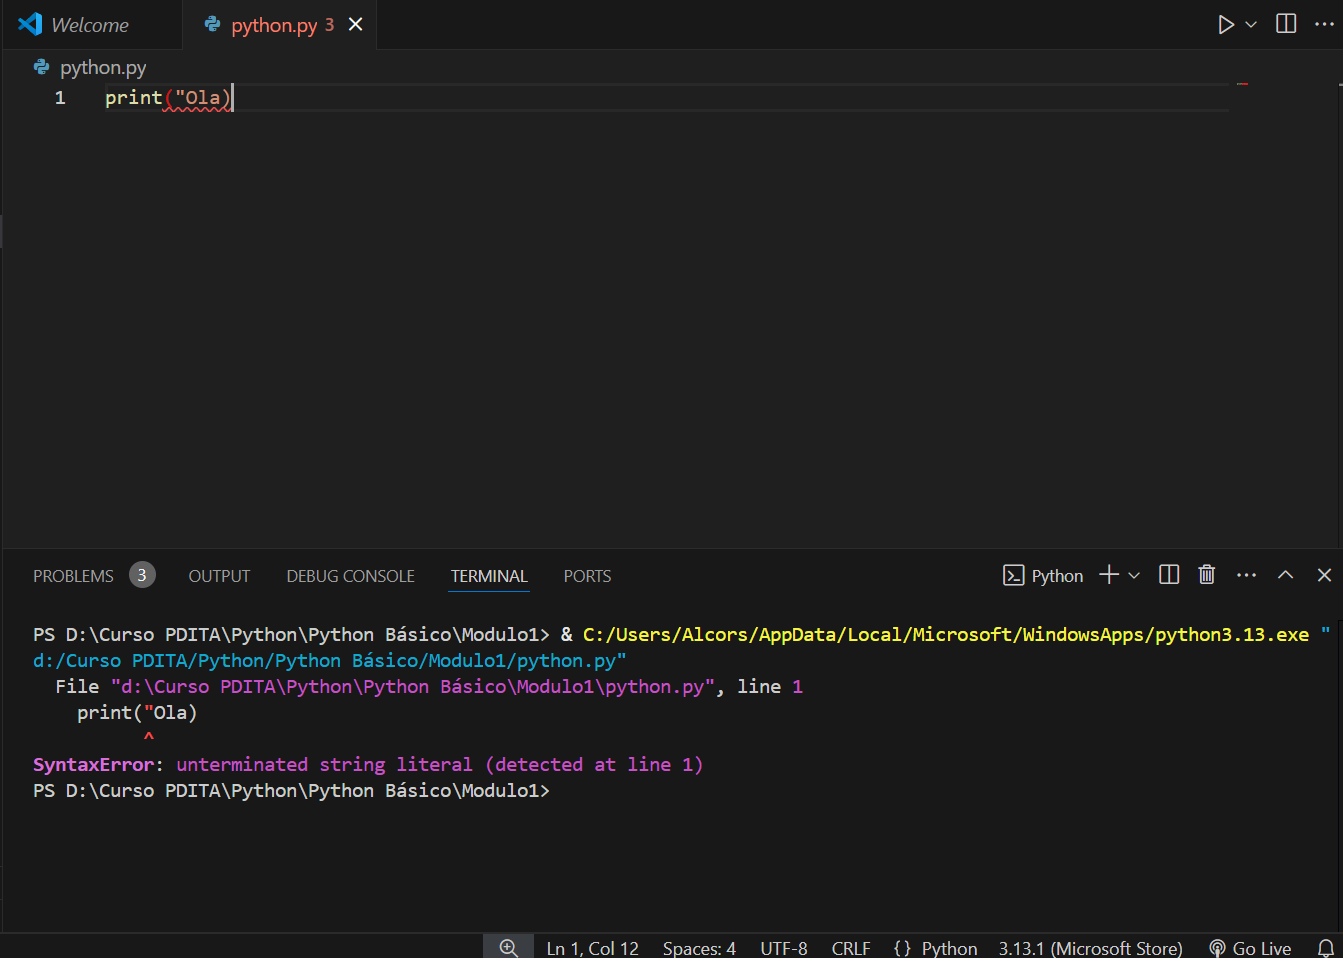 Welcome python.py 3
python.py
1 print("Ola)
PROBLEMS 3 OUTPUT DEBUG CONSOLE TERMINAL PORTS Python
PS D:\Curso PDITA\Python\Python Básico\Modulo1> & C:/Users/Alcors/AppData/Local/Microsoft/WindowsApps/python3.13.exe "
d:/Curso PDITA/Python/Python Básico/Modulo1/python.py"
File "d:\Curso PDITA\Python\Python Básico\Modulo1\python.py", line 1
print("Ola)
^
SyntaxError: unterminated string literal (detected at line 1)
PS D:\Curso PDITA\Python\Python Básico\Modulo1>
Ln 1, Col 12 Spaces: 4 UTF-8 CRLF {} Python 3.13.1 (Microsoft Store) Go Live